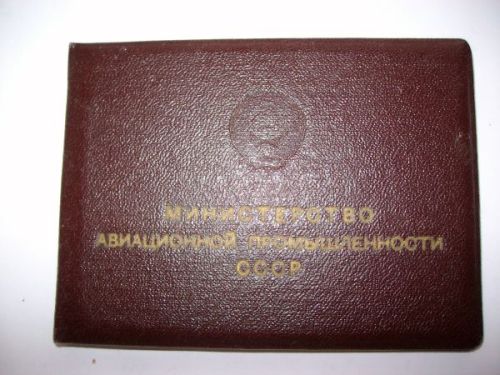 МИНИСТЕРСТВО
АВИАЦИОННОЙ ПРОМЫШЛЕННОСТИ
СССР